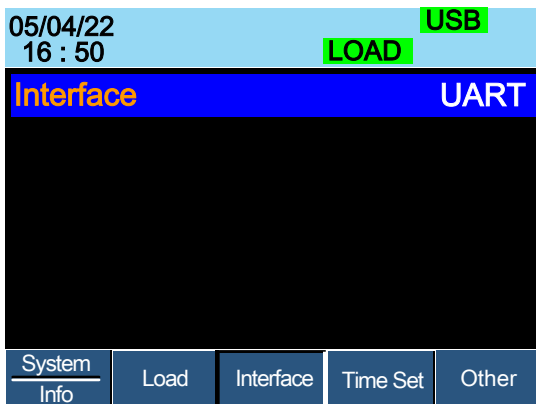 05/04/22
USB
16 : 50
LOAD
Interface UART
System
Info
Load
Interface
Time Set
Other